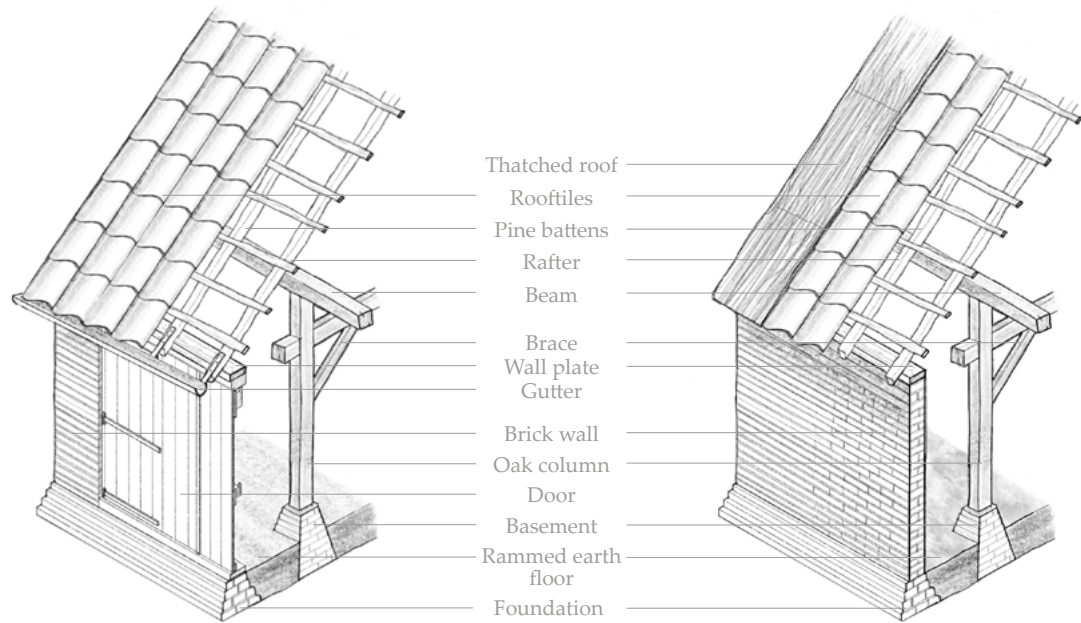 Thatched roof
Rooftiles
Pine battens
Rafter
Beam
Brace
Wall plate
Gutter
Brick wall
Oak column
Door
Basement
Rammed earth
floor
Foundation